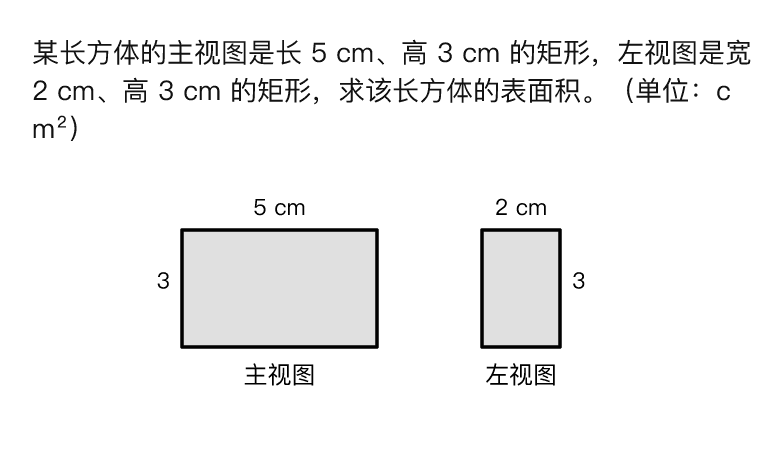 某长方体的主视图是长 5 cm、高 3 cm 的矩形，左视图是宽
2 cm、高 3 cm 的矩形，求该长方体的表面积。（单位：c
m²）
5 cm
2 cm
3
3
主视图
左视图